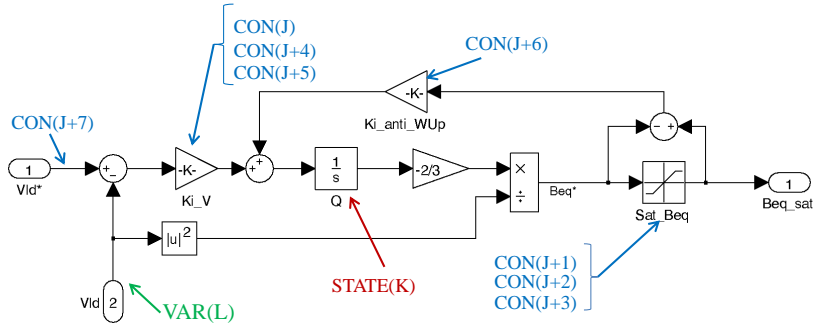 CON(J)
CON(J+4)
CON(J+5)
CON(J+6)
-K-
Ki_anti_WUp
CON(J+7)
- +
1
Vld*
+
-
-K-
Ki_V
+
+
1
s
Q
-2/3
×
÷
Beq*
Sat_Beq
1
Beq_sat
|u|2
CON(J+1)
CON(J+2)
CON(J+3)
STATE(K)
Vld
2
VAR(L)